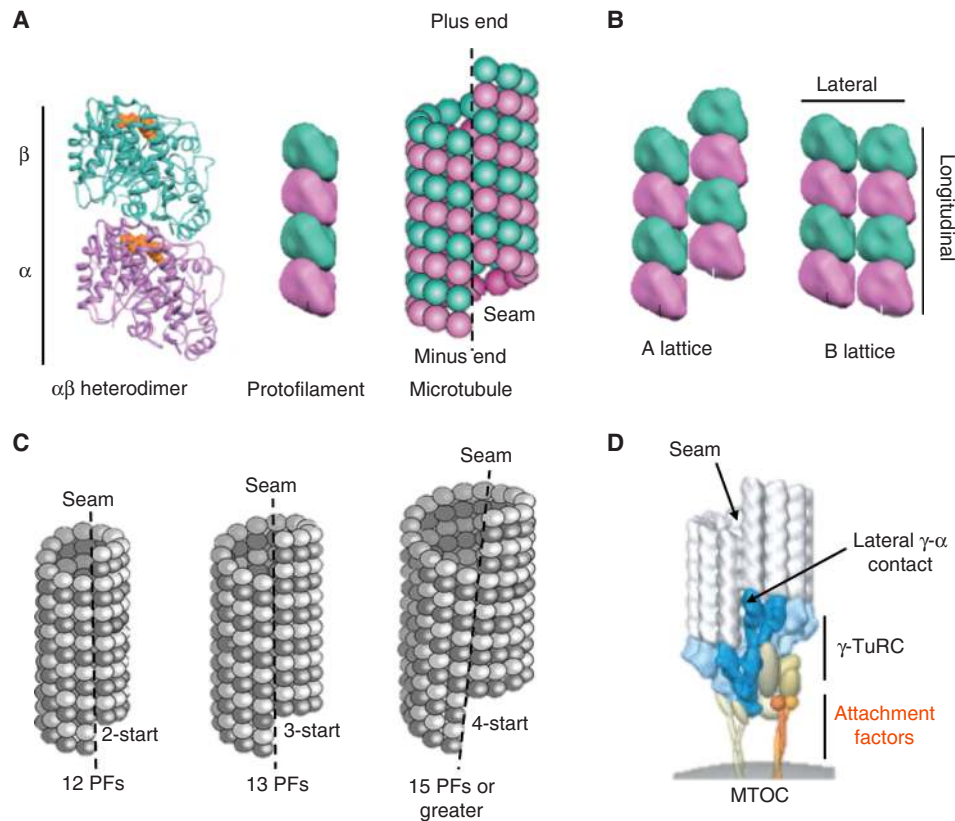 A
Plus end
β
α
Seam
Minus end
αβ heterodimer
Protofilament
Microtubule
B
Lateral
Longitudinal
A lattice
B lattice
C
Seam
Seam
Seam
2-start
3-start
4-start
12 PFs
13 PFs
15 PFs or
greater
D
Seam
Lateral γ-α
contact
γ-TuRC
Attachment
factors
MTOC